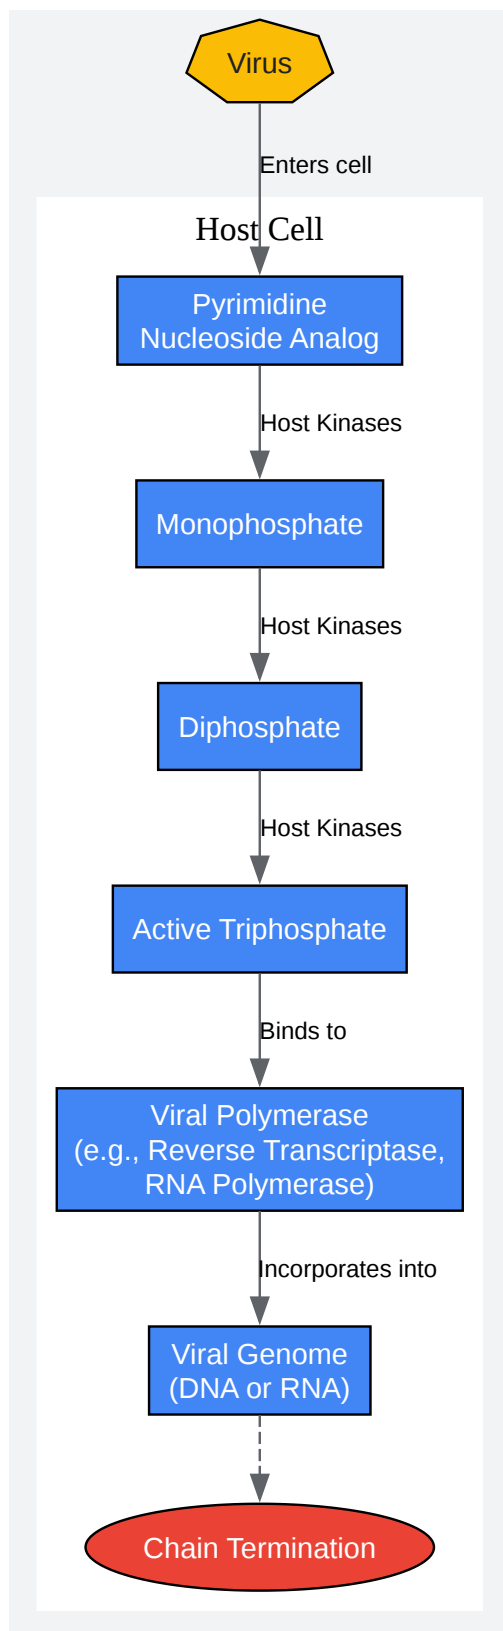 Virus
Enters cell
Host Cell
Pyrimidine
Nucleoside Analog
Host Kinases
Monophosphate
Host Kinases
Diphosphate
Host Kinases
Active Triphosphate
Binds to
Viral Polymerase
(e.g., Reverse Transcriptase,
RNA Polymerase)
Incorporates into
Viral Genome
(DNA or RNA)
Chain Termination